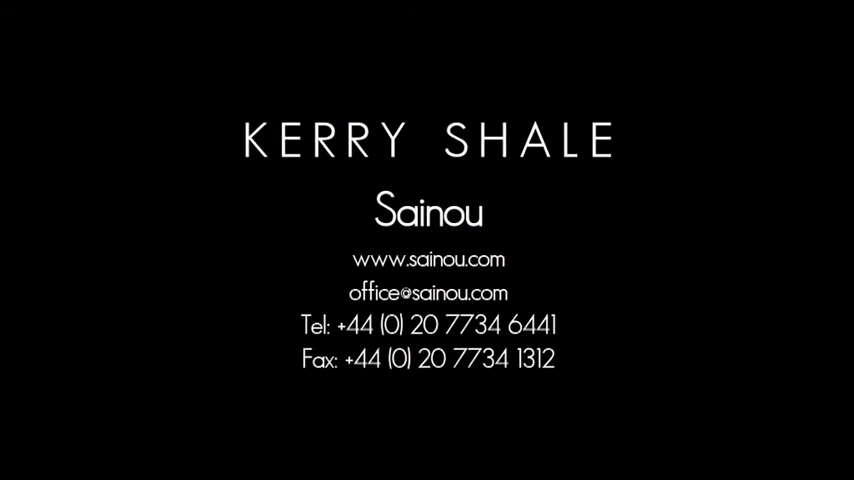 KERRY SHALE
Sainou
www.sainou.com
office@sainou.com
Tel: +44 (0) 20 7734 6441
Fax: +44 (0) 20 7734 1312